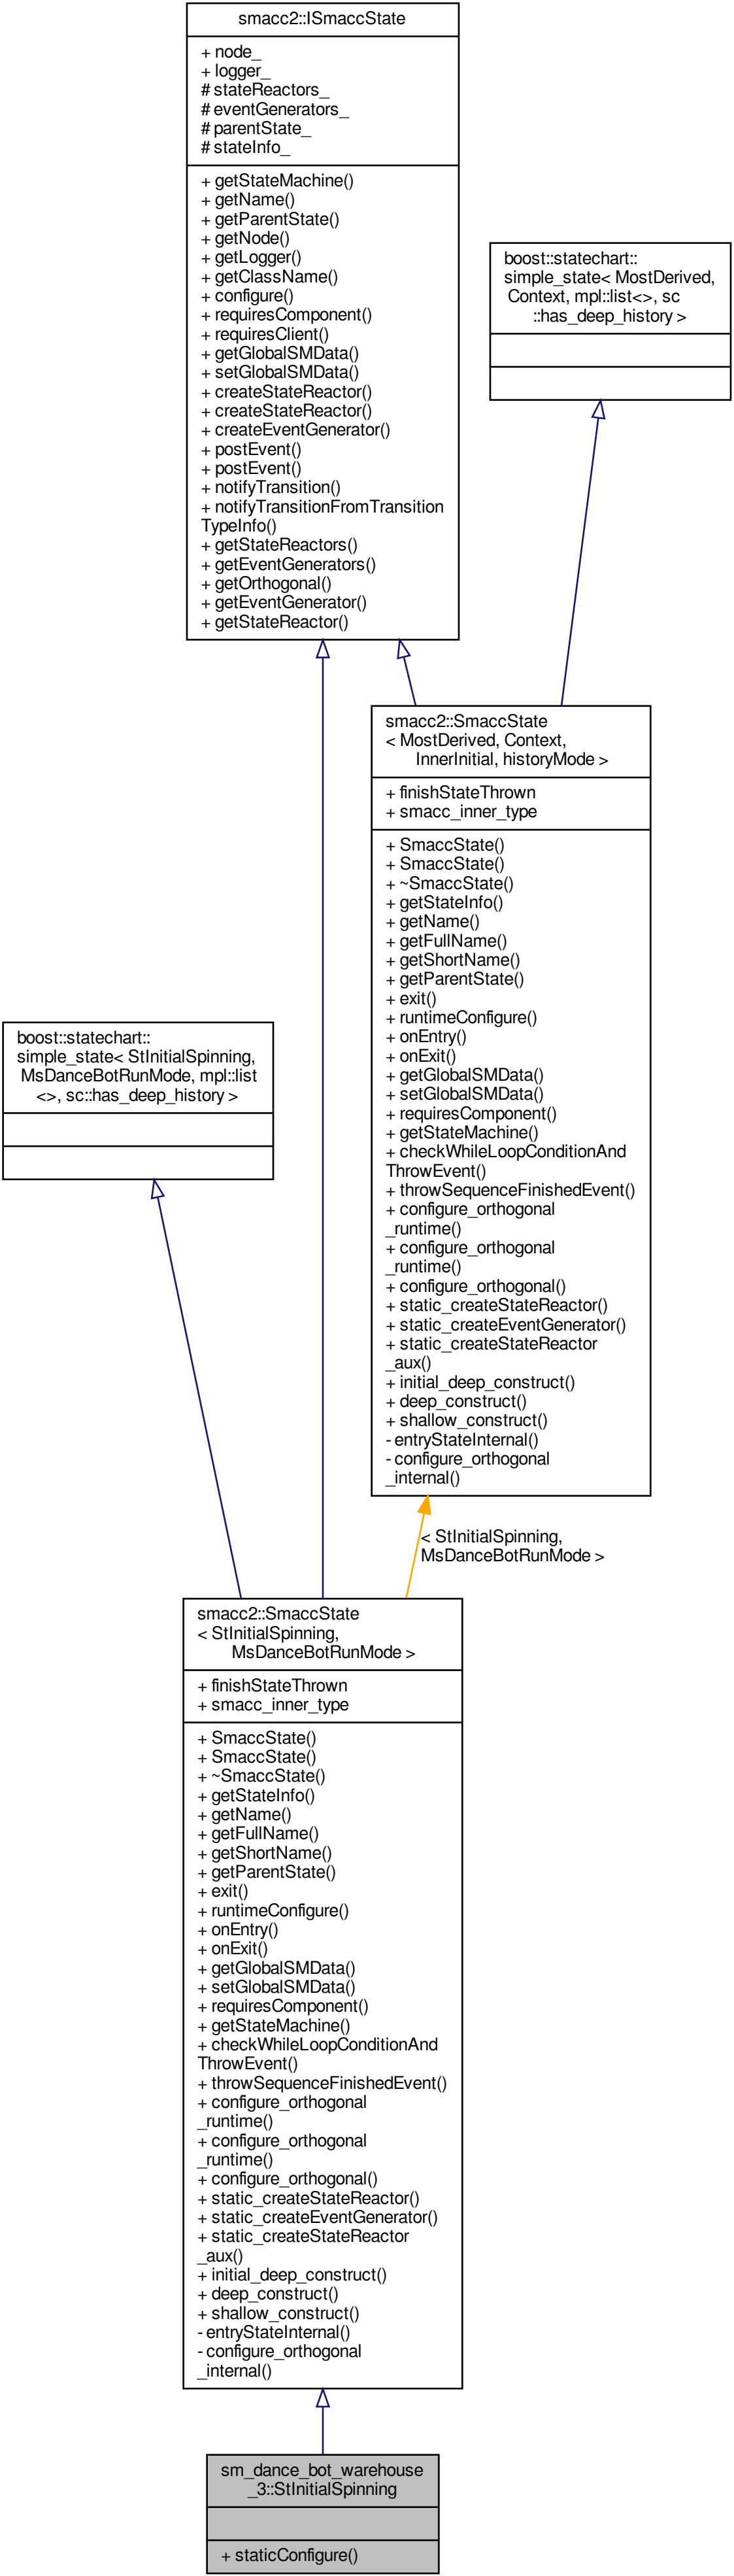 smacc2::ISmaccState
+ node_
+ logger_
# stateReactors_
# eventGenerators_
# parentState_
# stateInfo_
+ getStateMachine()
+ getName()
+ getParentState()
+ getNode()
+ getLogger()
+ getClassName()
+ configure()
+ requiresComponent()
+ requiresClient()
+ getGlobalSMData()
+ setGlobalSMData()
+ createStateReactor()
+ createStateReactor()
+ createEventGenerator()
+ postEvent()
+ postEvent()
+ notifyTransition()
+ notifyTransitionFromTransition
TypeInfo()
+ getStateReactors()
+ getEventGenerators()
+ getOrthogonal()
+ getEventGenerator()
+ getStateReactor()
boost::statechart::
simple_state< MostDerived,
Context, mpl::list<>, sc
::has_deep_history >
smacc2::SmaccState
< MostDerived, Context,
InnerInitial, historyMode >
+ finishStateThrown
+ smacc_inner_type
+ SmaccState()
+ SmaccState()
+ ~SmaccState()
+ getStateInfo()
+ getName()
+ getFullName()
+ getShortName()
+ getParentState()
+ exit()
+ runtimeConfigure()
+ onEntry()
+ onExit()
+ getGlobalSMData()
+ setGlobalSMData()
+ requiresComponent()
+ getStateMachine()
+ checkWhileLoopConditionAnd
ThrowEvent()
+ throwSequenceFinishedEvent()
+ configure_orthogonal
_runtime()
+ configure_orthogonal
_runtime()
+ configure_orthogonal()
+ static_createStateReactor()
+ static_createEventGenerator()
+ static_createStateReactor
_aux()
+ initial_deep_construct()
+ deep_construct()
+ shallow_construct()
- entryStateInternal()
- configure_orthogonal
_internal()
boost::statechart::
simple_state< StInitialSpinning,
MsDanceBotRunMode, mpl::list
<>, sc::has_deep_history >
< StInitialSpinning,
MsDanceBotRunMode >
smacc2::SmaccState
< StInitialSpinning,
MsDanceBotRunMode >
+ finishStateThrown
+ smacc_inner_type
+ SmaccState()
+ SmaccState()
+ ~SmaccState()
+ getStateInfo()
+ getName()
+ getFullName()
+ getShortName()
+ getParentState()
+ exit()
+ runtimeConfigure()
+ onEntry()
+ onExit()
+ getGlobalSMData()
+ setGlobalSMData()
+ requiresComponent()
+ getStateMachine()
+ checkWhileLoopConditionAnd
ThrowEvent()
+ throwSequenceFinishedEvent()
+ configure_orthogonal
_runtime()
+ configure_orthogonal
_runtime()
+ configure_orthogonal()
+ static_createStateReactor()
+ static_createEventGenerator()
+ static_createStateReactor
_aux()
+ initial_deep_construct()
+ deep_construct()
+ shallow_construct()
- entryStateInternal()
- configure_orthogonal
_internal()
sm_dance_bot_warehouse
_3::StInitialSpinning
+ staticConfigure()